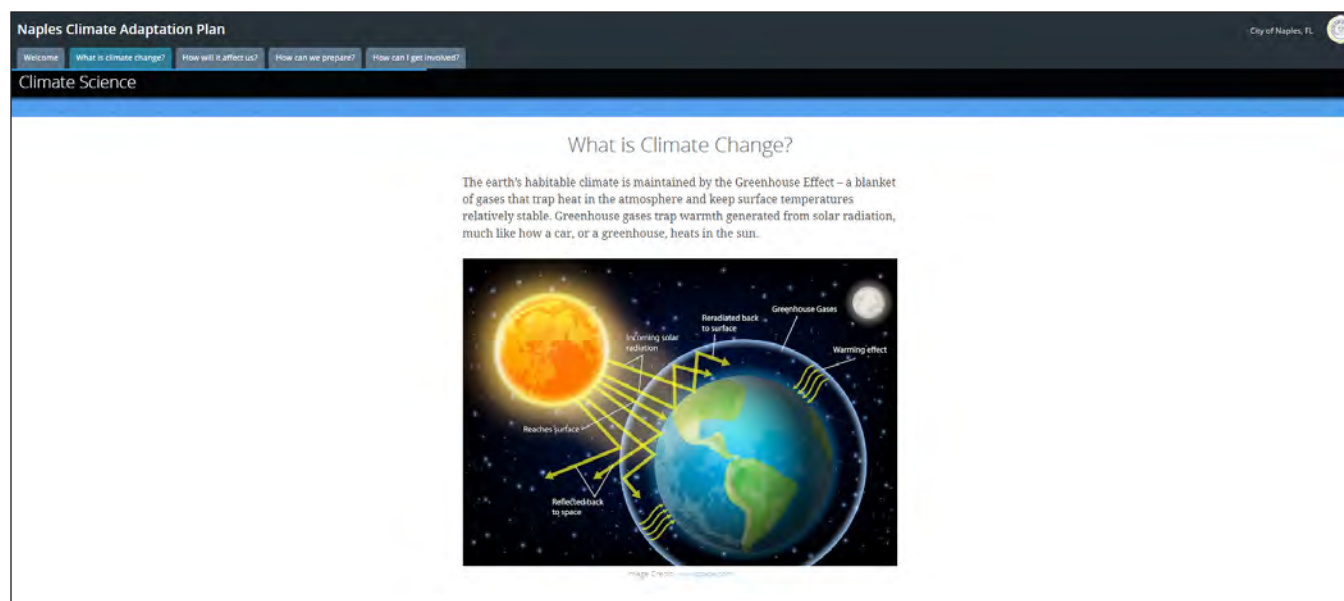 Naples Climate Adaptation Plan
City of Naples, FL
Welcome
What is climate change?
How will it affect us?
How can we prepare?
How can I get involved?
Climate Science
What is Climate Change?
The earth's habitable climate is maintained by the Greenhouse Effect – a blanket
of gases that trap heat in the atmosphere and keep surface temperatures
relatively stable. Greenhouse gases trap warmth generated from solar radiation,
much like how a car, or a greenhouse, heats in the sun.
Greenhouse Gases
Reradiated back
to surface
Incoming solar
radiation
Warming effect
Reaches surface
Reflected back
to space
Image Credit: